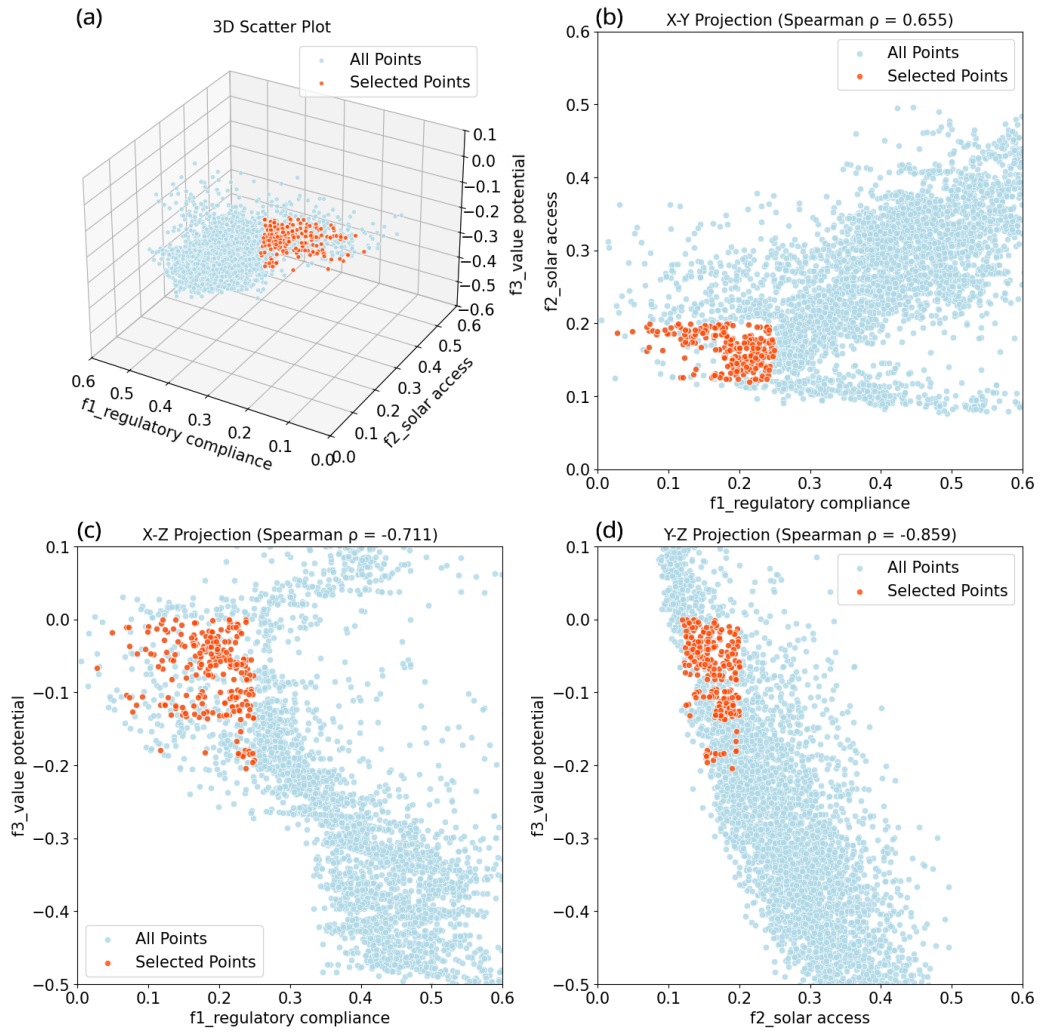 (a)
3D Scatter Plot
All Points
Selected Points
0.1
0.0
−0.1
−0.2
−0.3
−0.4
−0.5
−0.6
f3_value potential
0.6
0.5
0.4
0.3
0.2
0.1
0.0
f1_regulatory compliance
0.0
0.1
0.2
0.3
0.4
0.5
0.6
f2_solar access
(b)
X-Y Projection (Spearman ρ = 0.655)
All Points
Selected Points
0.6
0.5
0.4
0.3
0.2
0.1
0.0
f2_solar access
0.0 0.1 0.2 0.3 0.4 0.5 0.6
f1_regulatory compliance
(c)
X-Z Projection (Spearman ρ = -0.711)
0.1
0.0
−0.1
−0.2
−0.3
−0.4
−0.5
f3_value potential
All Points
Selected Points
0.0 0.1 0.2 0.3 0.4 0.5 0.6
f1_regulatory compliance
(d)
Y-Z Projection (Spearman ρ = -0.859)
All Points
Selected Points
0.1
0.0
−0.1
−0.2
−0.3
−0.4
−0.5
f3_value potential
0.0 0.1 0.2 0.3 0.4 0.5 0.6
f2_solar access